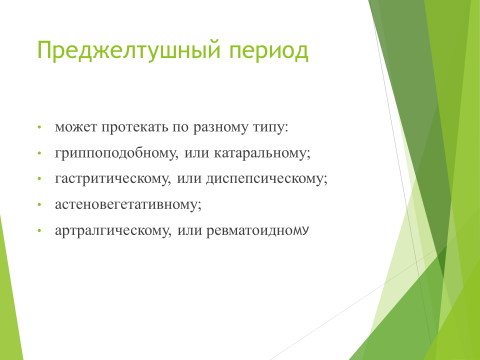 Преджелтушный период
• может протекать по разному типу:
• гриппоподобному, или катаральному;
• гастритическому, или диспепсическому;
• астеновегетативному;
• артралгическому, или ревматоидному